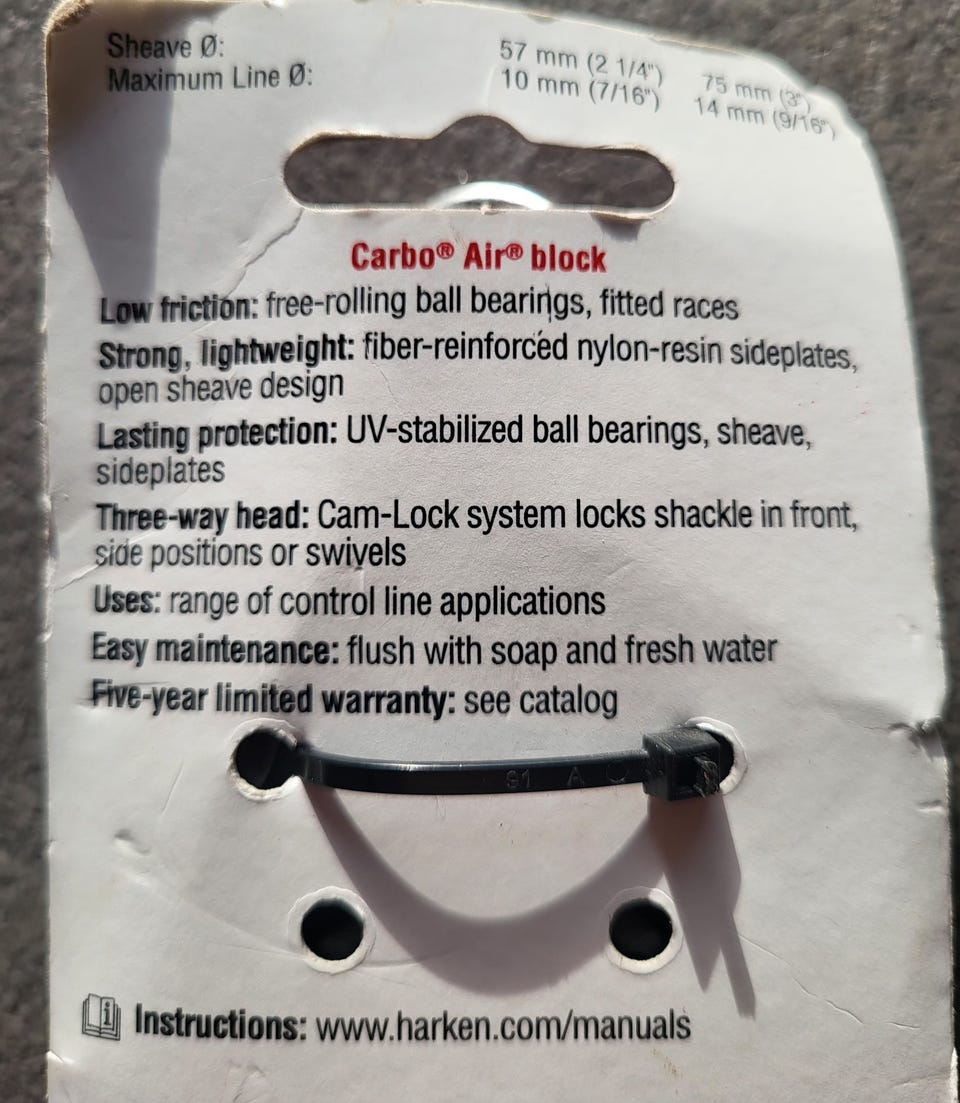 Sheave Ø: 57 mm (2 1/4") 75 mm (3")
Maximum Line Ø: 10 mm (7/16") 14 mm (9/16")
Carbo® Air® block
Low friction: free-rolling ball bearings, fitted races
Strong, lightweight: fiber-reinforced nylon-resin sideplates,
open sheave design
Lasting protection: UV-stabilized ball bearings, sheave,
sideplates
Three-way head: Cam-Lock system locks shackle in front,
side positions or swivels
Uses: range of control line applications
Easy maintenance: flush with soap and fresh water
Five-year limited warranty: see catalog
Instructions: www.harken.com/manuals